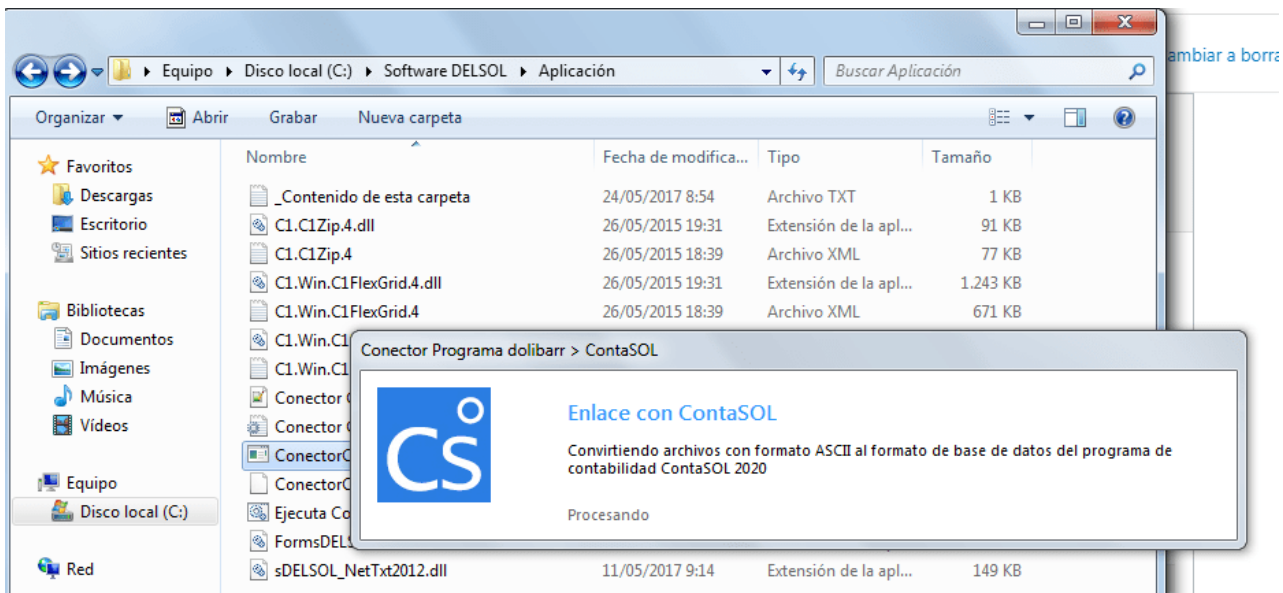 ambiar a borra
Equipo Disco local (C:) Software DELSOL Aplicación Buscar Aplicación
Organizar Abrir Grabar Nueva carpeta
Nombre Fecha de modifica... Tipo Tamaño
Favoritos
Descargas _Contenido de esta carpeta 24/05/2017 8:54 Archivo TXT 1 KB
Escritorio C1.C1Zip.4.dll 26/05/2015 19:31 Extensión de la apl... 91 KB
Sitios recientes C1.C1Zip.4 26/05/2015 18:39 Archivo XML 77 KB
C1.Win.C1FlexGrid.4.dll 26/05/2015 19:31 Extensión de la apl... 1.243 KB
Bibliotecas C1.Win.C1FlexGrid.4 26/05/2015 18:39 Archivo XML 671 KB
Documentos C1.Win.C1
Imágenes C1.Win.C1
Música Conector
Vídeos Conector
ConectorC
Equipo ConectorC
Disco local (C:) Ejecuta Co
FormsDELS
Red sDELSOL_NetTxt2012.dll 11/05/2017 9:14 Extensión de la apl... 149 KB
Conector Programa dolibarr > ContaSOL
CS
Enlace con ContaSOL
Convirtiendo archivos con formato ASCII al formato de base de datos del programa de
contabilidad ContaSOL 2020
Procesando